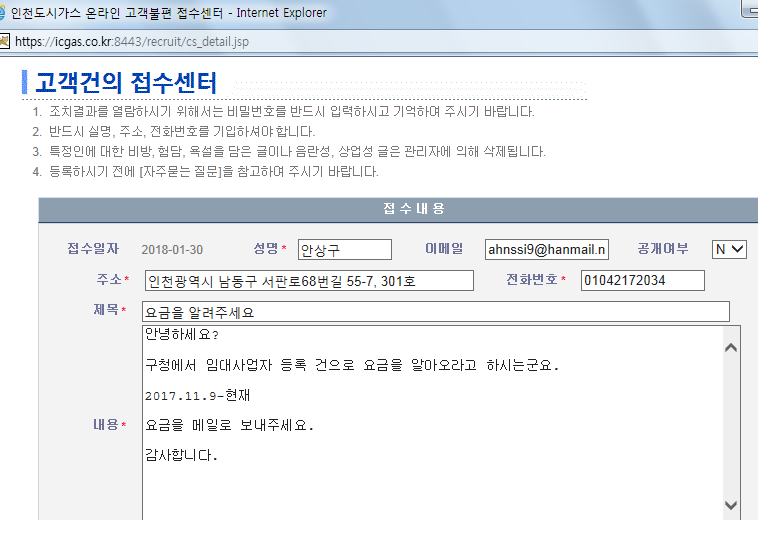 인천도시가스 온라인 고객불편 접수센터 - Internet Explorer
https://icgas.co.kr:8443/recruit/cs_detail.jsp
고객건의 접수센터
1. 조치결과를 열람하시기 위해서는 비밀번호를 반드시 입력하시고 기억하여 주시기 바랍니다.
2. 반드시 실명, 주소, 전화번호를 기입하셔야 합니다.
3. 특정인에 대한 비방, 험담, 욕설을 담은 글이나 음란성, 상업성 글은 관리자에 의해 삭제됩니다.
4. 등록하시기 전에 [자주묻는 질문]을 참고하여 주시기 바랍니다.
접 수 내 용
접수일자 2018-01-30 성명 * 안상구 이메일 ahnssi9@hanmail.n 공개여부 N
주소 * 인천광역시 남동구 서판로68번길 55-7, 301호 전화번호 * 01042172034
제목 * 요금을 알려주세요
안녕하세요?
구청에서 임대사업자 등록 건으로 요금을 알아오라고 하시는군요.
2017.11.9-현재
내용 * 요금을 메일로 보내주세요.
감사합니다.